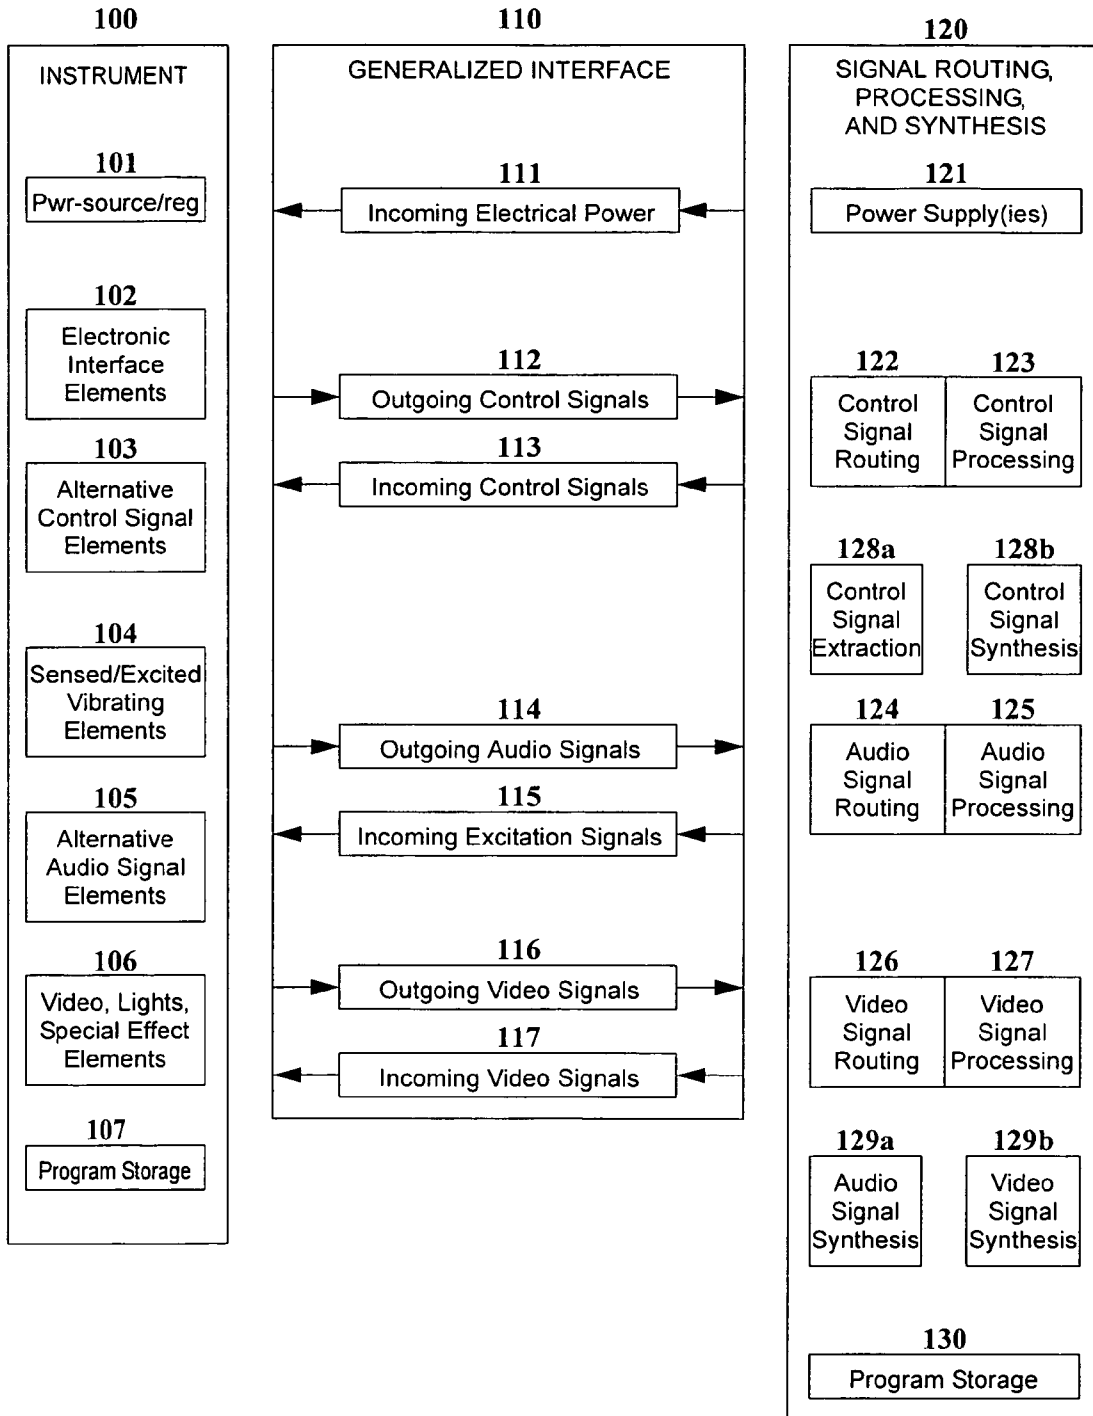 100
INSTRUMENT
101
Pwr-source/reg
102
Electronic
Interface
Elements
103
Alternative
Control Signal
Elements
104
Sensed/Excited
Vibrating
Elements
105
Alternative
Audio Signal
Elements
106
Video, Lights,
Special Effect
Elements
107
Program Storage
110
GENERALIZED INTERFACE
111
Incoming Electrical Power
112
Outgoing Control Signals
113
Incoming Control Signals
114
Outgoing Audio Signals
115
Incoming Excitation Signals
116
Outgoing Video Signals
117
Incoming Video Signals
120
SIGNAL ROUTING,
PROCESSING,
AND SYNTHESIS
121
Power Supply(ies)
122
Control
Signal
Routing
123
Control
Signal
Processing
128a
Control
Signal
Extraction
128b
Control
Signal
Synthesis
124
Audio
Signal
Routing
125
Audio
Signal
Processing
126
Video
Signal
Routing
127
Video
Signal
Processing
129a
Audio
Signal
Synthesis
129b
Video
Signal
Synthesis
130
Program Storage